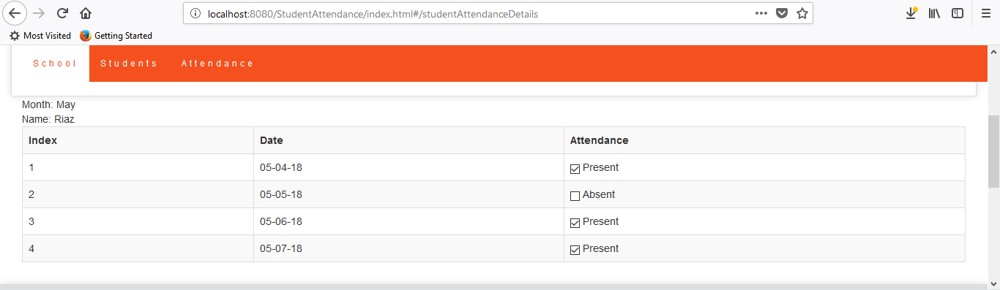 localhost:8080/StudentAttendance/index.html#/studentAttendanceDetails
Most Visited Getting Started
School Students Attendance
Month: May
Name: Riaz
Index Date Attendance
1 05-04-18 Present
2 05-05-18 Absent
3 05-06-18 Present
4 05-07-18 Present